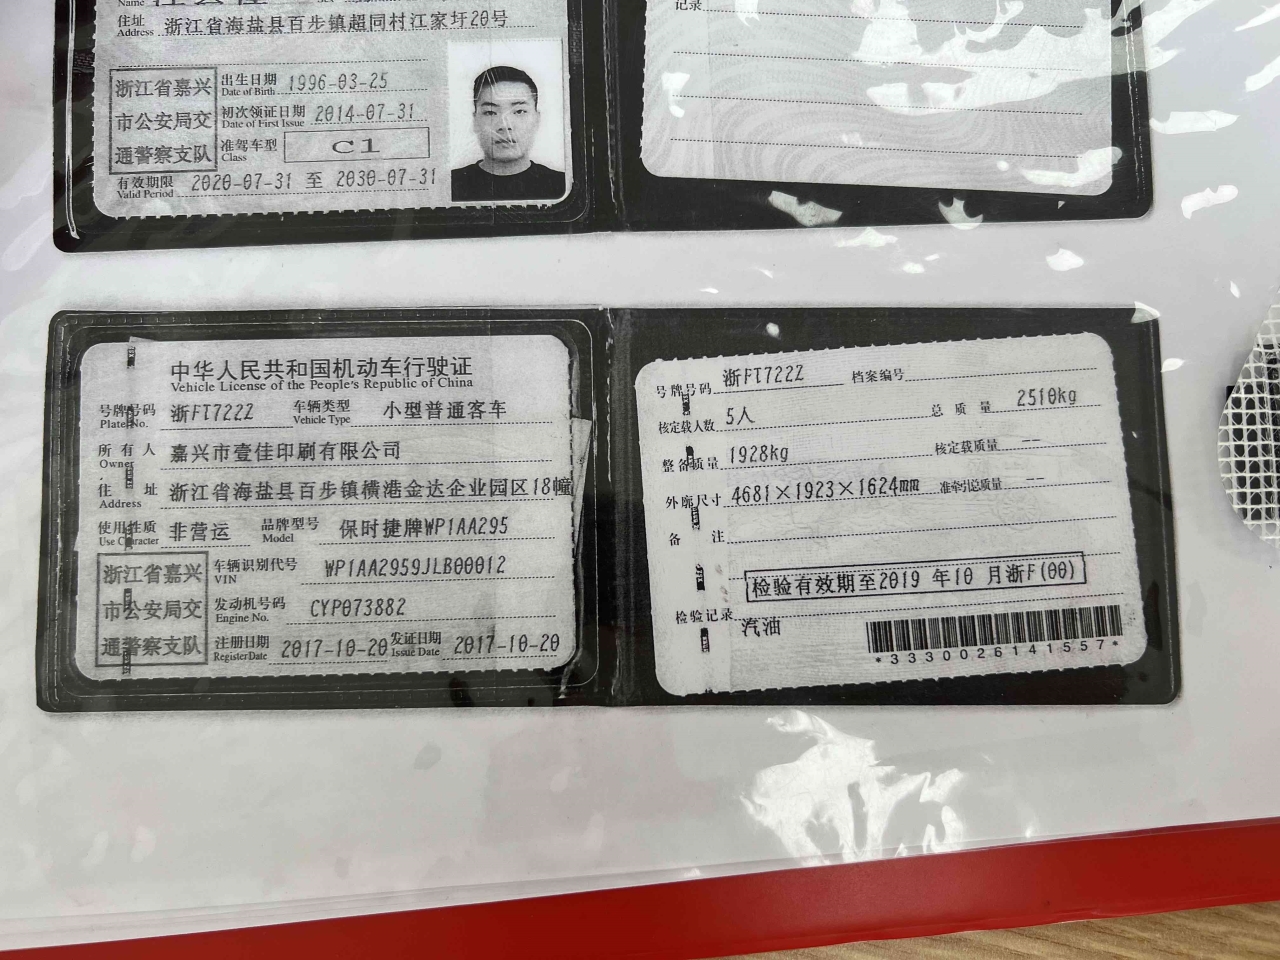 Name
住址 浙江省海盐县百步镇超同村江家圩20号
Address
浙江省嘉兴
市公安局交
通警察支队
出生日期 1996-03-25
Date of Birth
初次领证日期 2014-07-31
Date of First Issue
准驾车型 C1
Class
有效期限 2020-07-31 至 2030-07-31
Valid Period
记录
中华人民共和国机动车行驶证
Vehicle License of the People's Republic of China
号牌号码 浙FT722Z 车辆类型 小型普通客车
Plate No. Vehicle Type
所有人 嘉兴市壹佳印刷有限公司
Owner
住址 浙江省海盐县百步镇横港金达企业园区18幢
Address
使用性质 非营运 品牌型号 保时捷牌WP1AA295
Use Character Model
浙江省嘉兴
市公安局交
通警察支队
车辆识别代号 WP1AA2959JLB00012
VIN
发动机号码 CYP073882
Engine No.
注册日期 2017-10-20 发证日期 2017-10-20
Register Date Issue Date
号牌号码 浙FT722Z 档案编号
核定载人数 5人 总质量 2510kg
整备质量 1928kg 核定载质量 --
外廓尺寸 4681×1923×1624mm 准牵引总质量 --
备注
检验有效期至2019 年10 月浙F(00)
检验记录
汽油
*3330026141557*